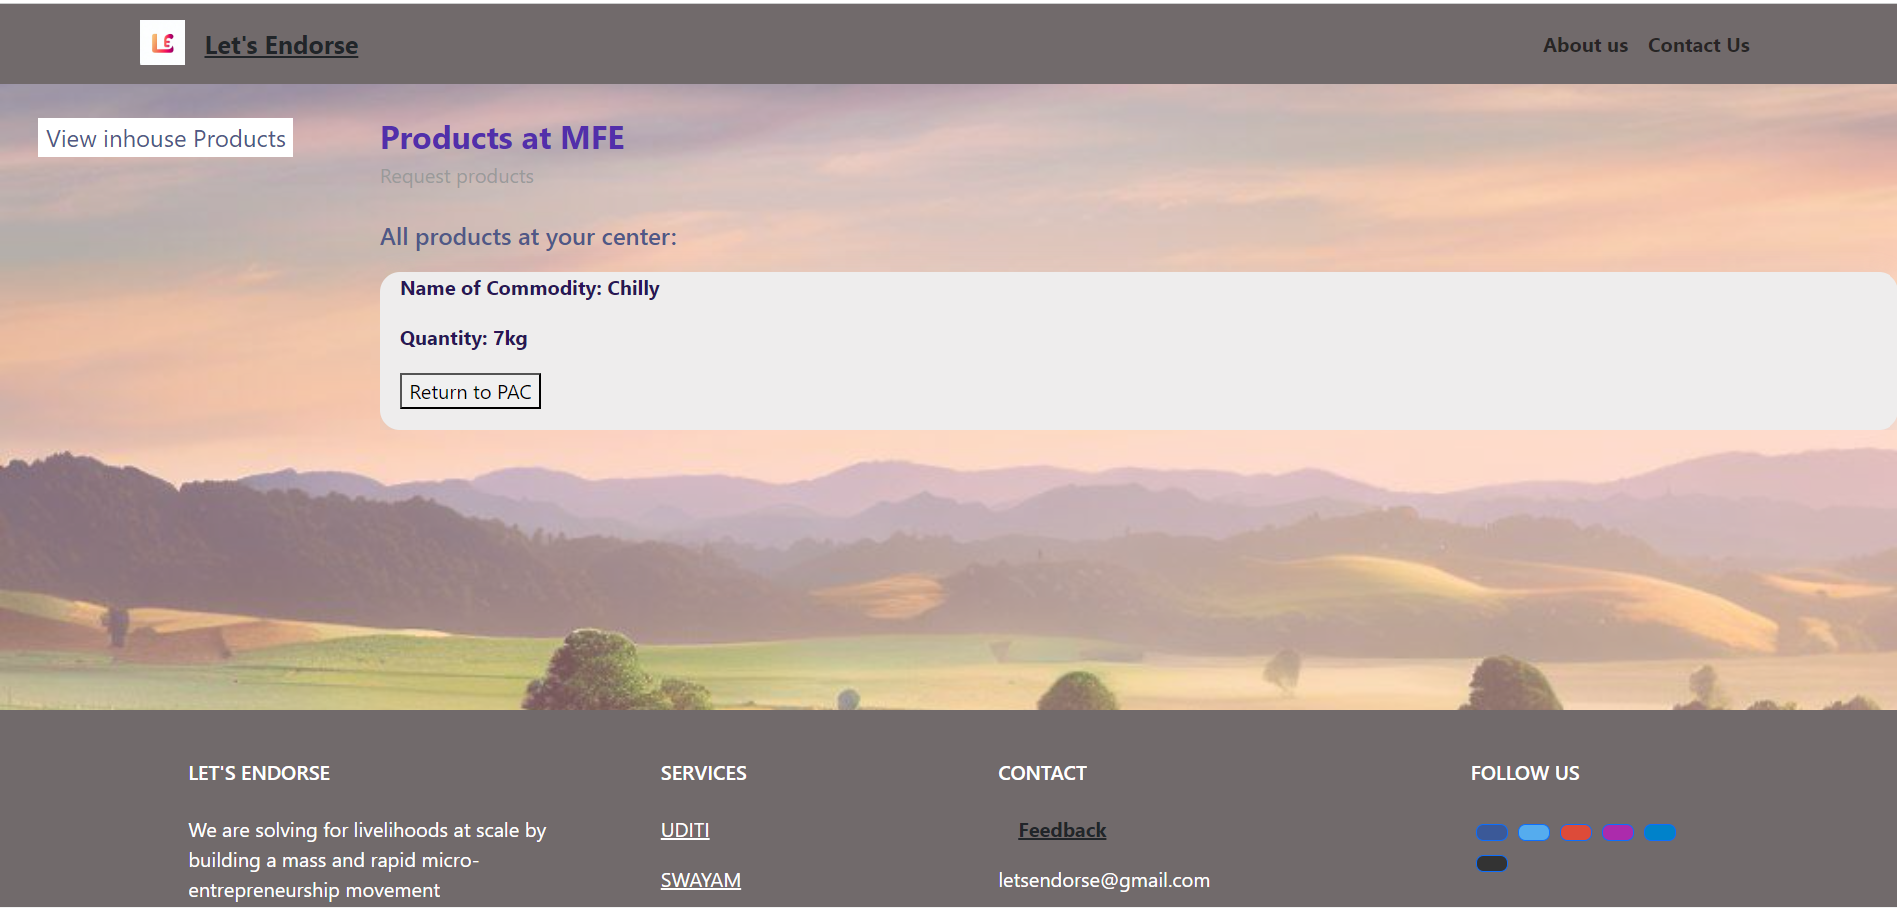 LE
Let's Endorse
About us
Contact Us
View inhouse Products
Products at MFE
Request products
All products at your center:
Name of Commodity: Chilly
Quantity: 7kg
Return to PAC
LET'S ENDORSE
We are solving for livelihoods at scale by
building a mass and rapid micro-
entrepreneurship movement
SERVICES
UDITI
SWAYAM
CONTACT
Feedback
letsendorse@gmail.com
FOLLOW US